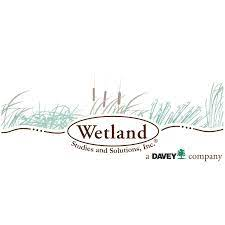 Wetland
Studies and Solutions, Inc.®
a DAVEY company